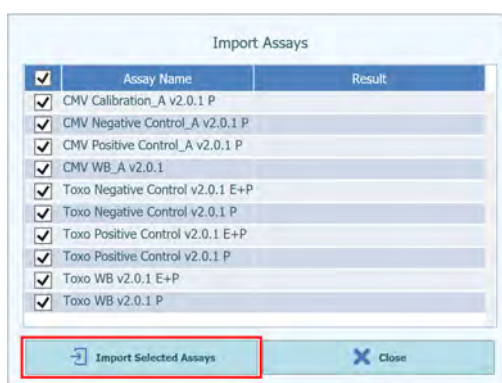 Import Assays
Assay Name Result
CMV Calibration_A v2.0.1 P
CMV Negative Control_A v2.0.1 P
CMV Positive Control_A v2.0.1 P
CMV WB_A v2.0.1
Toxo Negative Control v2.0.1 E+P
Toxo Negative Control v2.0.1 P
Toxo Positive Control v2.0.1 E+P
Toxo Positive Control v2.0.1 P
Toxo WB v2.0.1 E+P
Toxo WB v2.0.1 P
Import Selected Assays Close